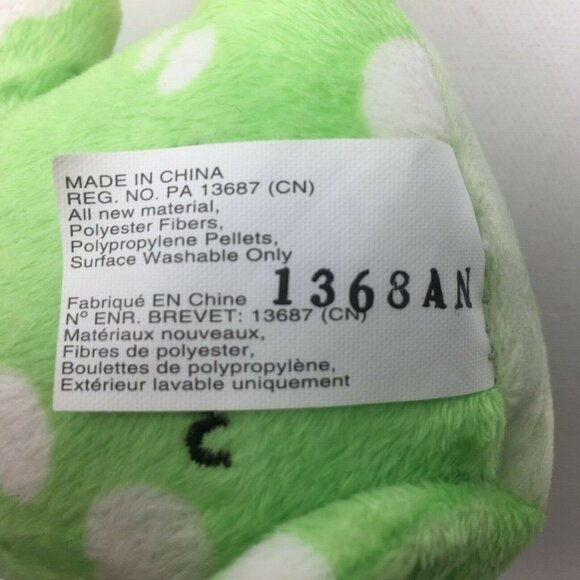 MADE IN CHINA
REG. NO. PA 13687 (CN)
All new material,
Polyester Fibers,
Polypropylene Pellets,
Surface Washable Only
1368AN
Fabriqué EN Chine
Nº ENR. BREVET: 13687 (CN)
Matériaux nouveaux,
Fibres de polyester,
Boulettes de polypropylène,
Extérieur lavable uniquement